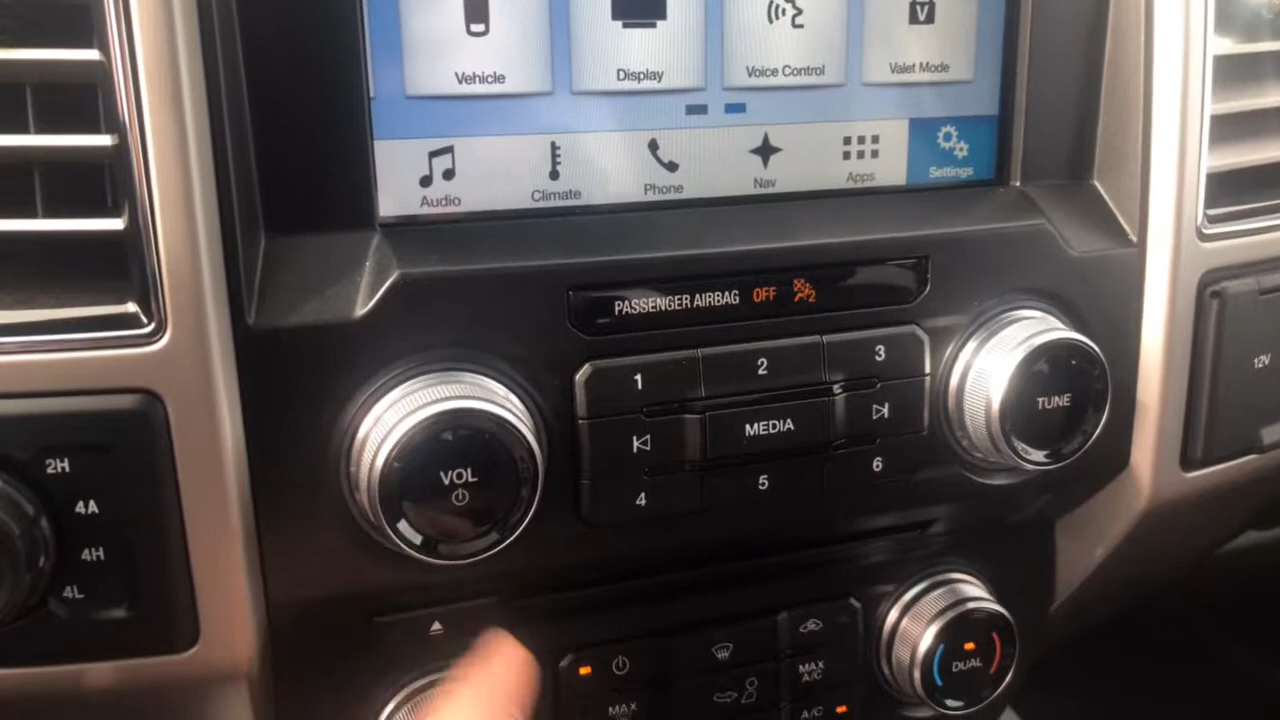 Vehicle
Display
Voice Control
V
Valet Mode
Audio
Climate
Phone
Nav
Apps
Settings
PASSENGER AIRBAG OFF 2
1
2
3
MEDIA
4
5
6
VOL
TUNE
12V
2H
4A
4H
4L
MAX
A/C
DUAL
MAX
A/C